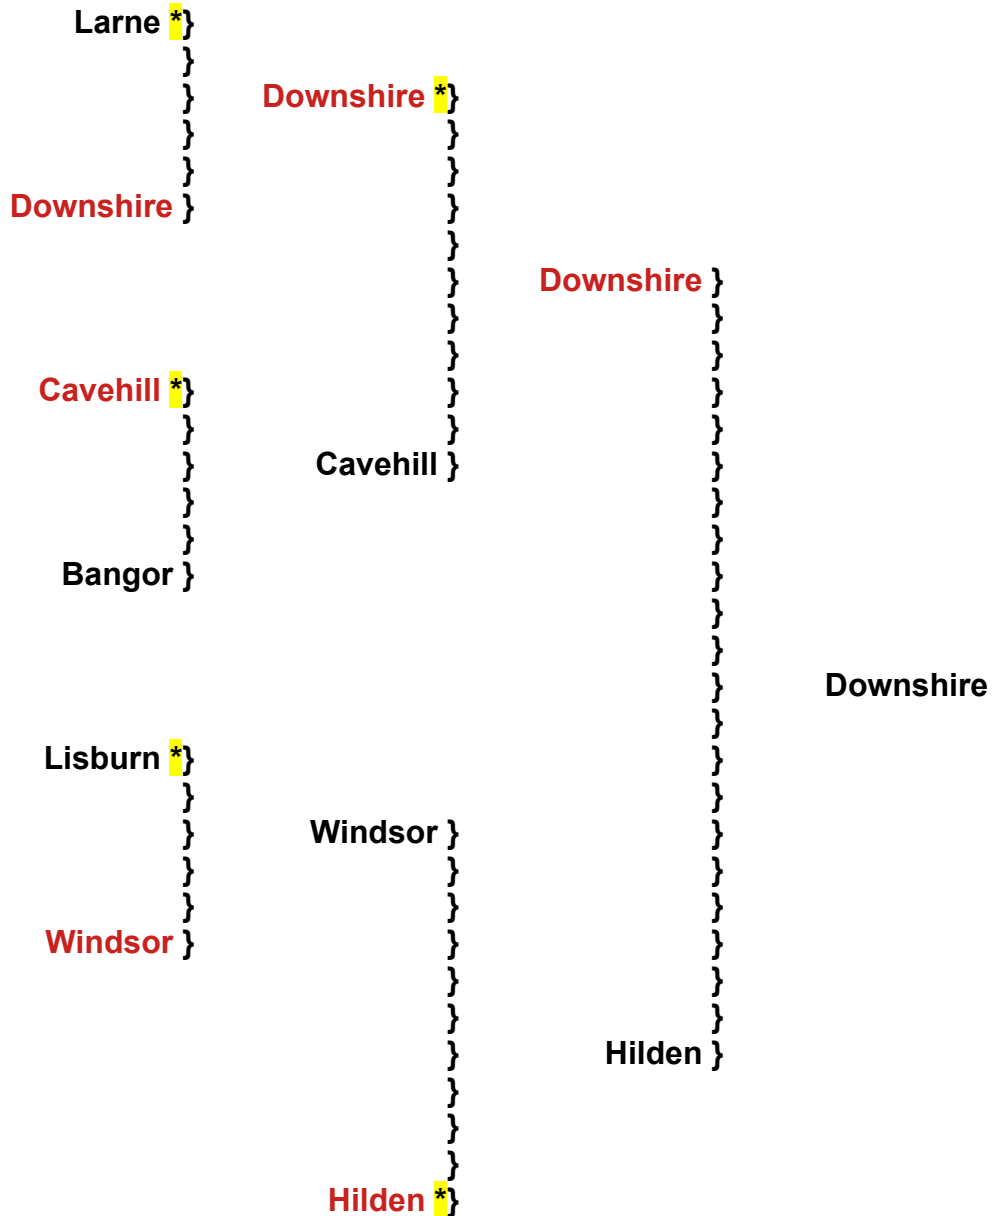 Larne *}
}
} Downshire *}
} }
} }
Downshire } }
}
} Downshire }
} }
} }
Cavehill *} } }
} } }
} Cavehill } }
} }
} }
Bangor } }
}
}
} Downshire
}
Lisburn *} }
} }
} Windsor } }
} } }
} } }
Windsor } } }
} }
} }
} Hilden }
}
}
}
Hilden *}